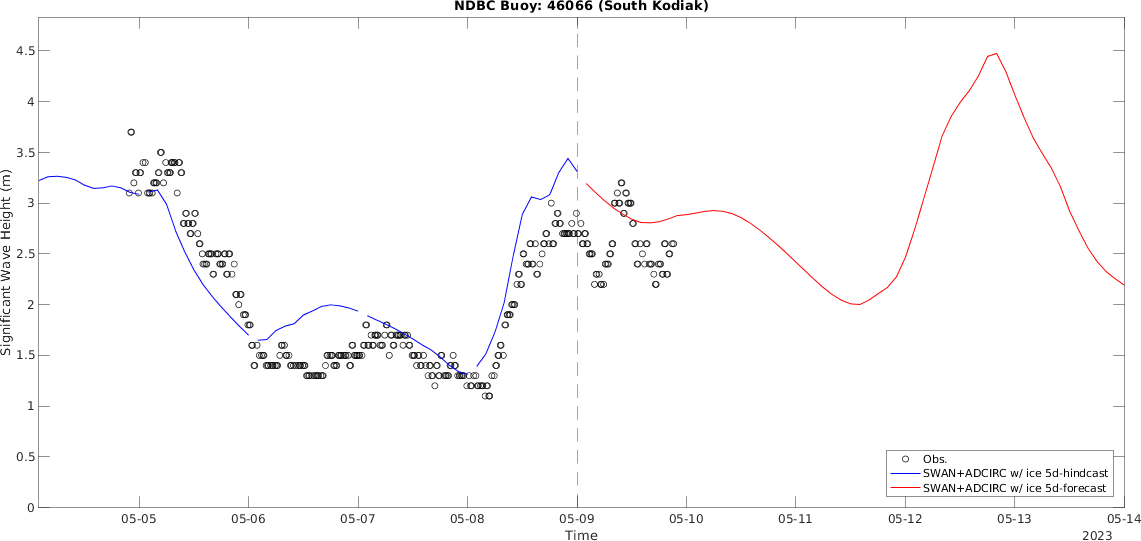 NDBC Buoy: 46066 (South Kodiak)
4.5
4
3.5
3
2.5
2
1.5
1
0.5
0
Significant Wave Height (m)
05-05 05-06 05-07 05-08 05-09 05-10 05-11 05-12 05-13 05-14
Time
2023
Obs.
SWAN+ADCIRC w/ ice 5d-hindcast
SWAN+ADCIRC w/ ice 5d-forecast